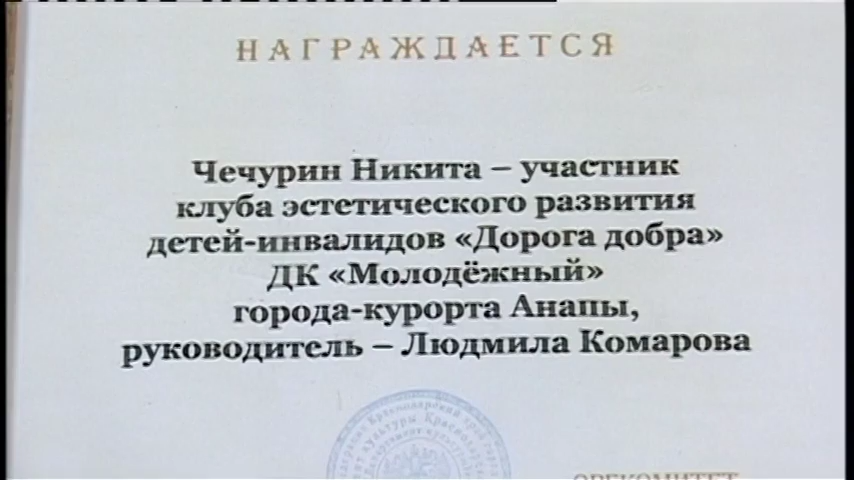 НАГРАЖДАЕТСЯ
Чечурин Никита – участник
клуба эстетического развития
детей-инвалидов «Дорога добра»
ДК «Молодёжный»
города-курорта Анапы,
руководитель – Людмила Комарова
ОРГКОМИТЕТ